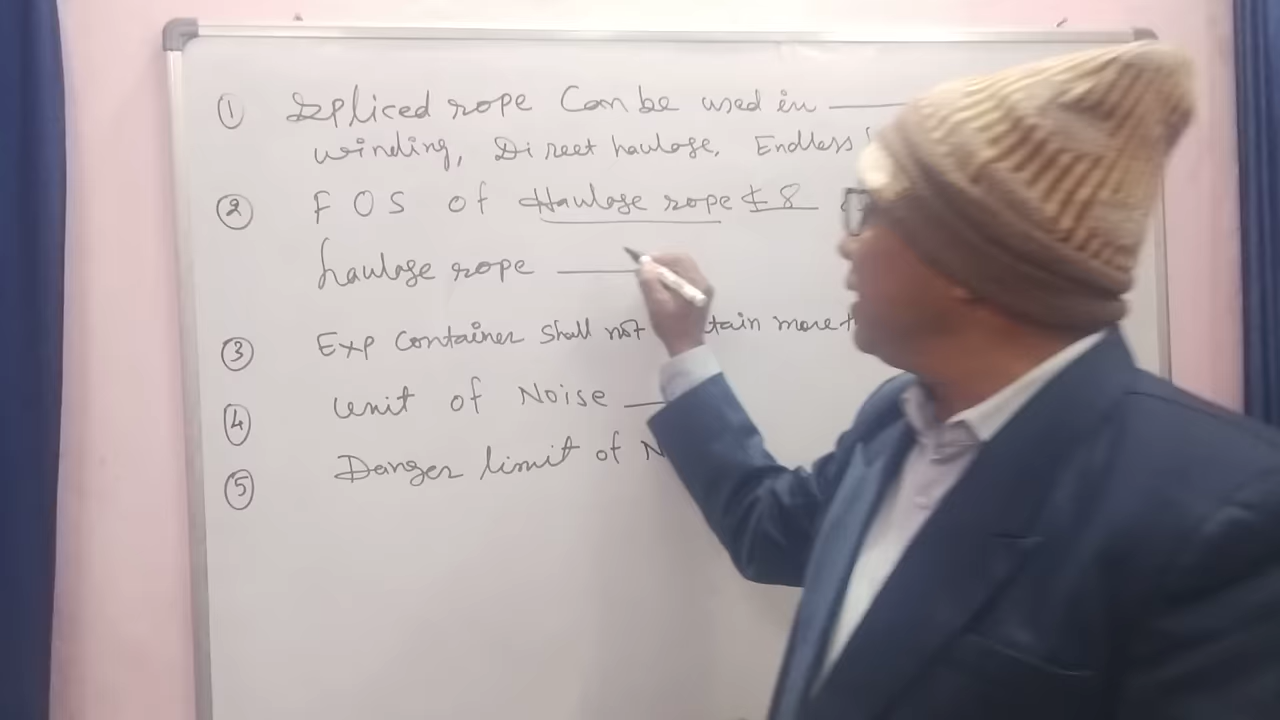 ① Spliced rope Can be used in ———
winding, Direct haulage, Endless
② F O S of Haulage rope ≮ 8
haulage rope ———
③ Exp Container shall not more
④ Unit of Noise ———
⑤ Danger limit of